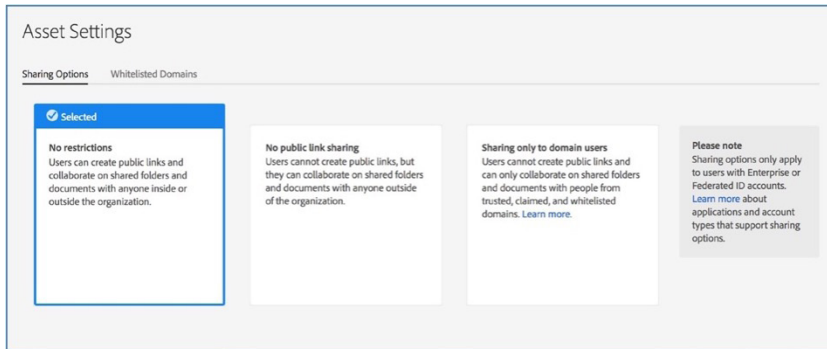 Asset Settings
Sharing Options
Whitelisted Domains
Selected
No restrictions
Users can create public links and
collaborate on shared folders and
documents with anyone inside or
outside the organization.
No public link sharing
Users cannot create public links, but
they can collaborate on shared folders
and documents with anyone outside
of the organization.
Sharing only to domain users
Users cannot create public links and
can only collaborate on shared folders
and documents with people from
trusted, claimed, and whitelisted
domains. Learn more.
Please note
Sharing options only apply
to users with Enterprise or
Federated ID accounts.
Learn more about
applications and account
types that support sharing
options.